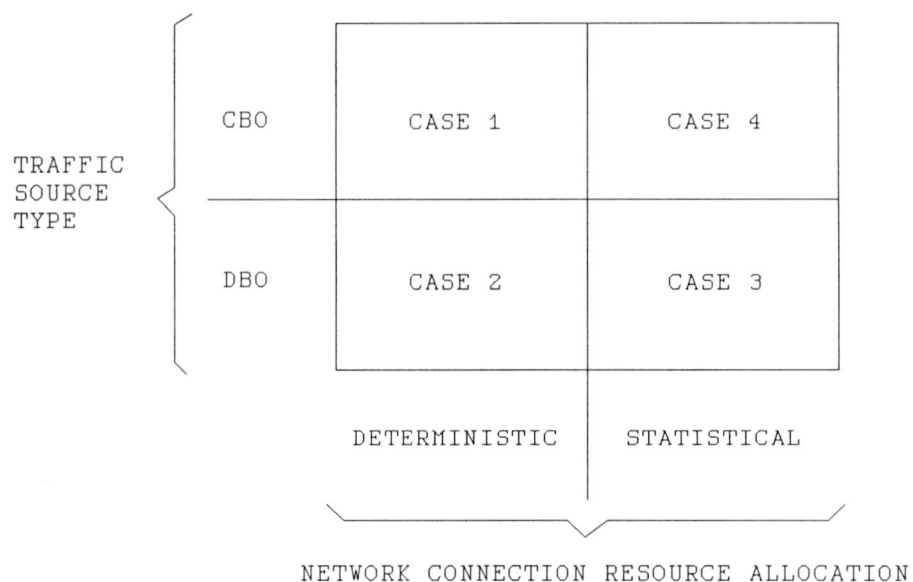 CBO
CASE 1
CASE 4
TRAFFIC
SOURCE
TYPE
DBO
CASE 2
CASE 3
DETERMINISTIC
STATISTICAL
NETWORK CONNECTION RESOURCE ALLOCATION